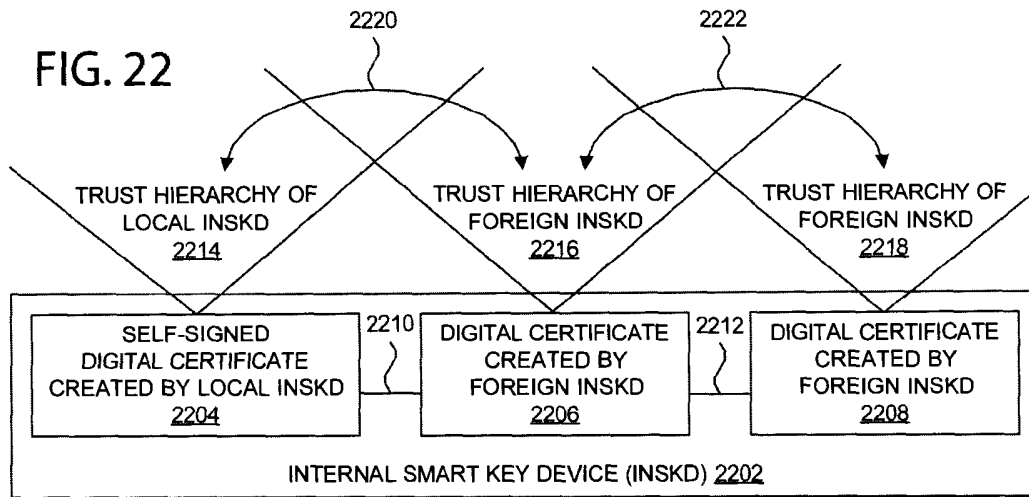 2220
2222
FIG. 22
TRUST HIERARCHY OF
LOCAL INSKD
2214
TRUST HIERARCHY OF
FOREIGN INSKD
2216
TRUST HIERARCHY OF
FOREIGN INSKD
2218
SELF-SIGNED
DIGITAL CERTIFICATE
CREATED BY LOCAL INSKD
2204
2210
DIGITAL CERTIFICATE
CREATED BY
FOREIGN INSKD
2206
2212
DIGITAL CERTIFICATE
CREATED BY
FOREIGN INSKD
2208
INTERNAL SMART KEY DEVICE (INSKD) 2202